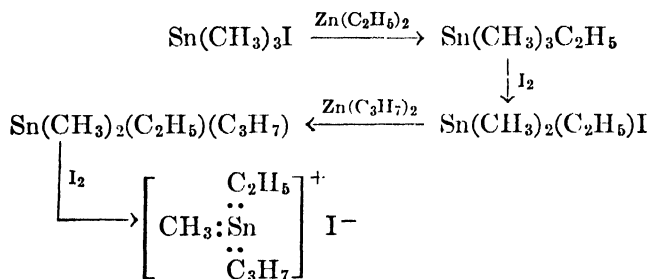 Zn(C₂H₅)₂
Sn(CH₃)₃I ⟶ Sn(CH₃)₃C₂H₅
I₂
Zn(C₃H₇)₂
Sn(CH₃)₂(C₂H₅)(C₃H₇) ⟵ Sn(CH₃)₂(C₂H₅)I
I₂
C₂H₅ +
CH₃:Sn I⁻
C₃H₇